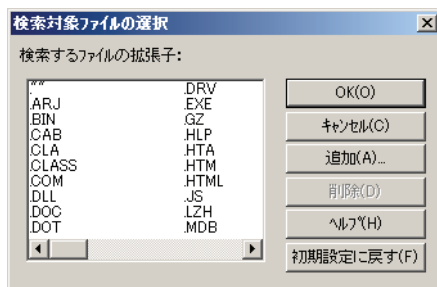 検索対象ファイルの選択
検索するファイルの拡張子:
.""
.ARJ
.BIN
.CAB
.CLA
.CLASS
.COM
.DLL
.DOC
.DOT
.DRV
.EXE
.GZ
.HLP
.HTA
.HTM
.HTML
.JS
.LZH
.MDB
OK(O)
キャンセル(C)
追加(A)...
削除(D)
ヘルプ(H)
初期設定に戻す(F)